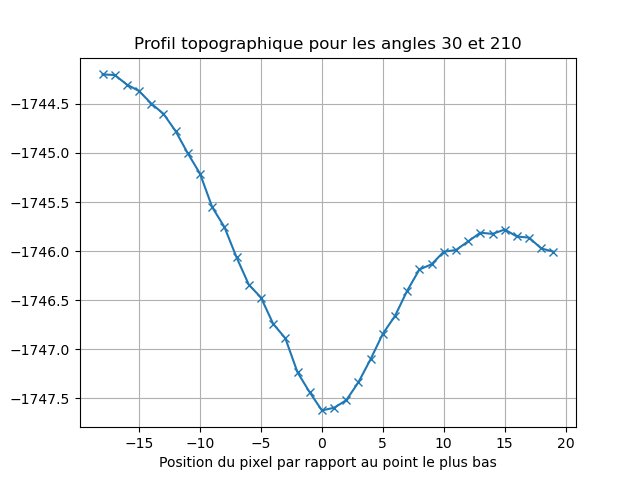 Profil topographique pour les angles 30 et 210
−1744.5
−1745.0
−1745.5
−1746.0
−1746.5
−1747.0
−1747.5
−15 −10 −5 0 5 10 15 20
Position du pixel par rapport au point le plus bas